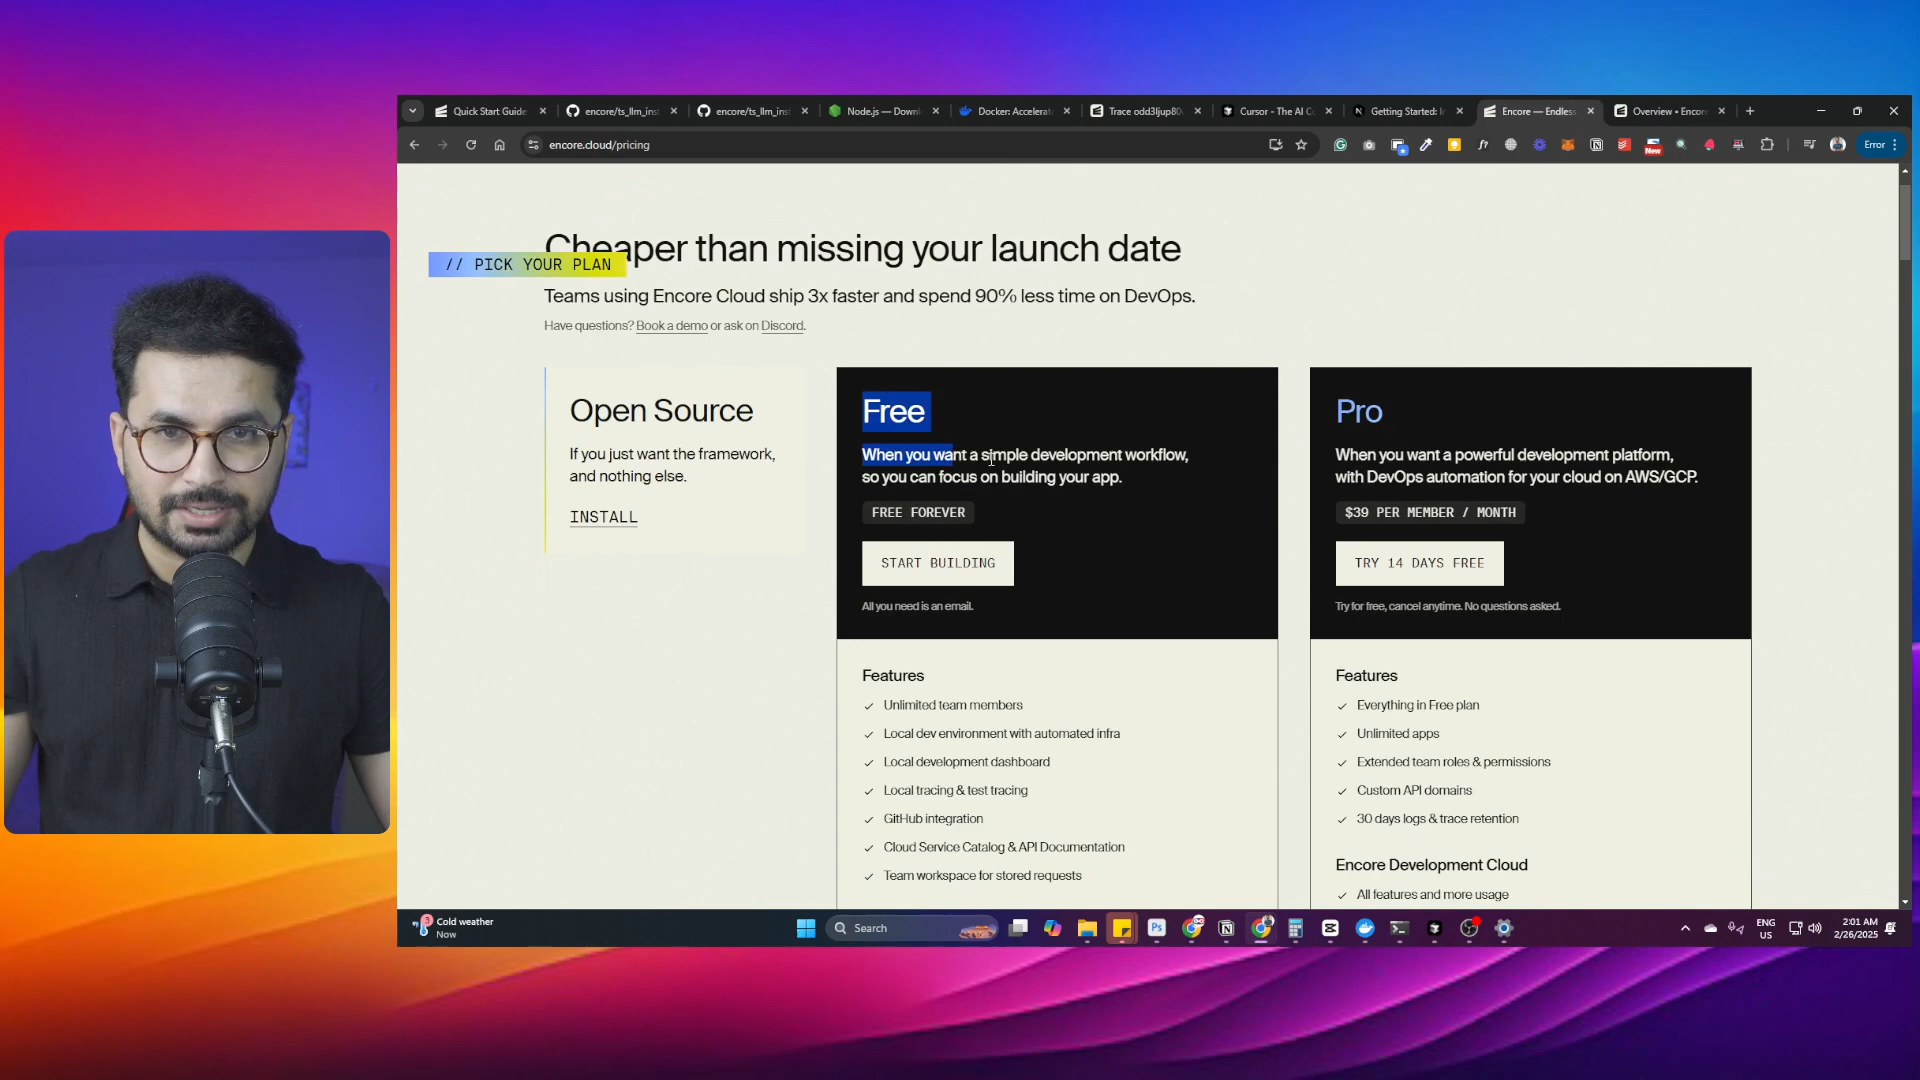 Quick Start Guide
encore/ts_llm_inst
encore/ts_llm_inst
Node.js — Downl
Docker: Accelerat
Trace odd3ljup80
Cursor - The AI C
Getting Started: In
Encore — Endless
Overview • Encore
encore.cloud/pricing
New
Error
Cheaper than missing your launch date
// PICK YOUR PLAN
Teams using Encore Cloud ship 3x faster and spend 90% less time on DevOps.
Have questions? Book a demo or ask on Discord.
Open Source
If you just want the framework,
and nothing else.
INSTALL
Free
When you want a simple development workflow,
so you can focus on building your app.
FREE FOREVER
START BUILDING
All you need is an email.
Features
Unlimited team members
Local dev environment with automated infra
Local development dashboard
Local tracing & test tracing
GitHub integration
Cloud Service Catalog & API Documentation
Team workspace for stored requests
Pro
When you want a powerful development platform,
with DevOps automation for your cloud on AWS/GCP.
$39 PER MEMBER / MONTH
TRY 14 DAYS FREE
Try for free, cancel anytime. No questions asked.
Features
Everything in Free plan
Unlimited apps
Extended team roles & permissions
Custom API domains
30 days logs & trace retention
Encore Development Cloud
All features and more usage
3
Cold weather
Now
Search
Ps
ENG
US
2:01 AM
2/26/2025